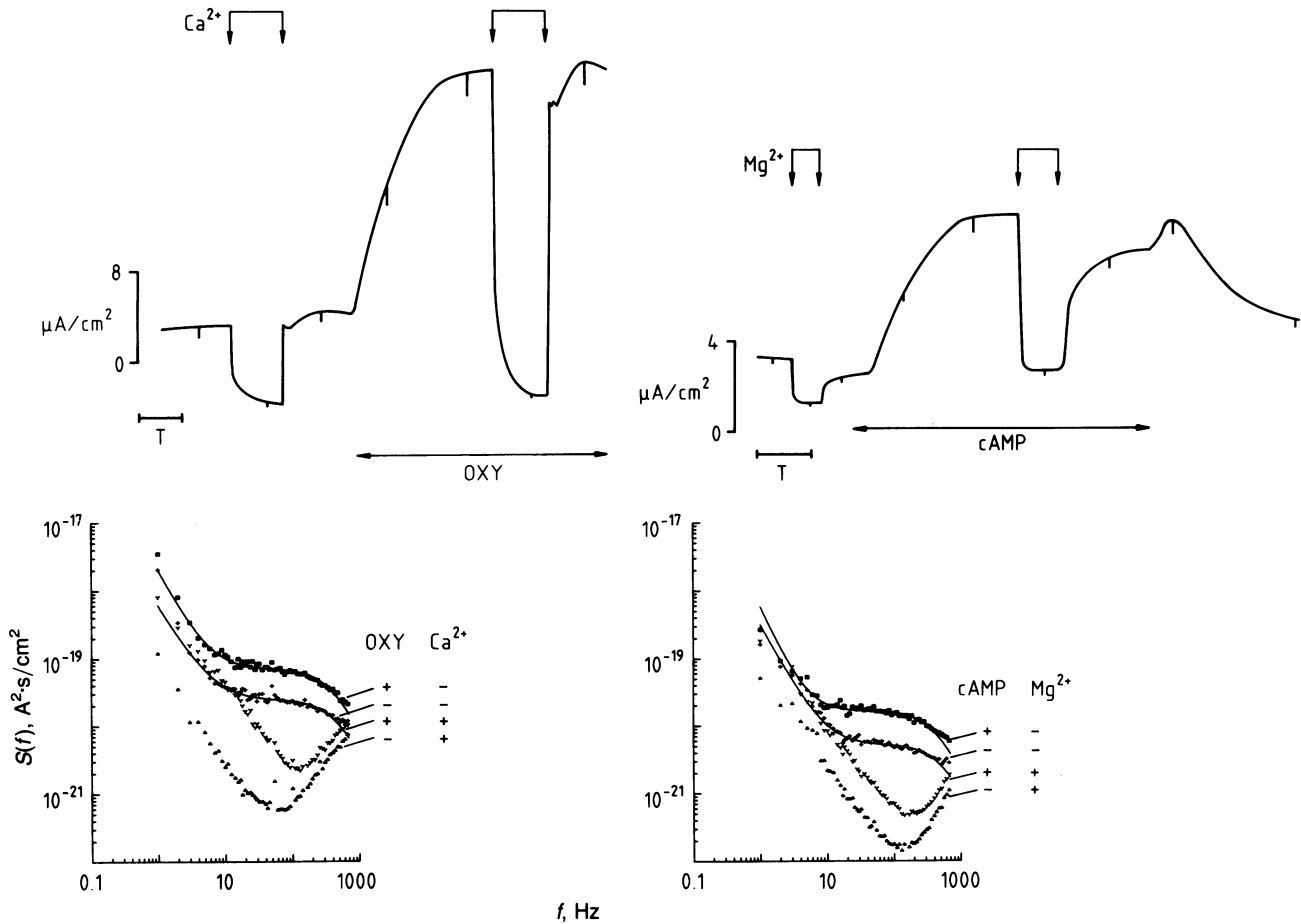 Ca²⁺
8
μA/cm²
0
T
OXY
Mg²⁺
4
μA/cm²
0
T
cAMP
10⁻¹⁷
10⁻¹⁹
10⁻²¹
S(f), A²·s/cm²
OXY Ca²⁺
+ −
− −
+ +
− +
0.1 10 1000
10⁻¹⁷
10⁻¹⁹
10⁻²¹
cAMP Mg²⁺
+ −
− −
+ +
− +
0.1 10 1000
f, Hz